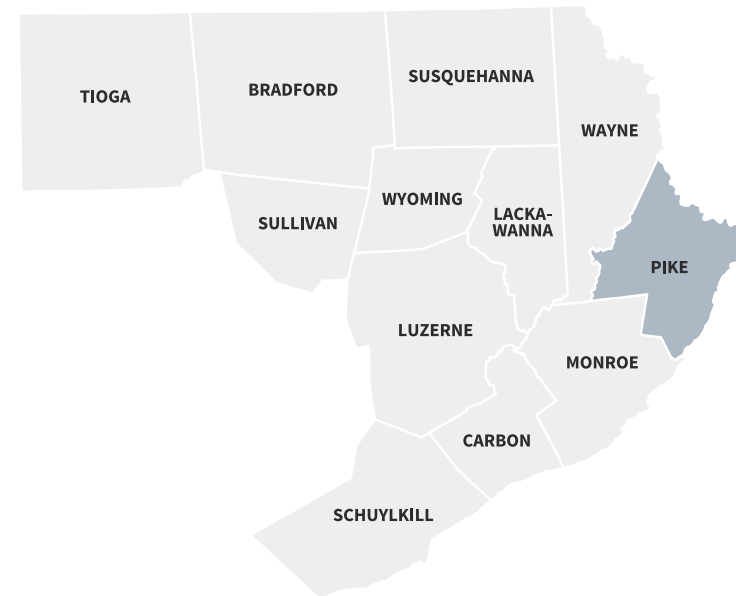 SUSQUEHANNA
BRADFORD
TIOGA
WAYNE
WYOMING
LACKA-
WANNA
SULLIVAN
PIKE
LUZERNE
MONROE
CARBON
SCHUYLKILL